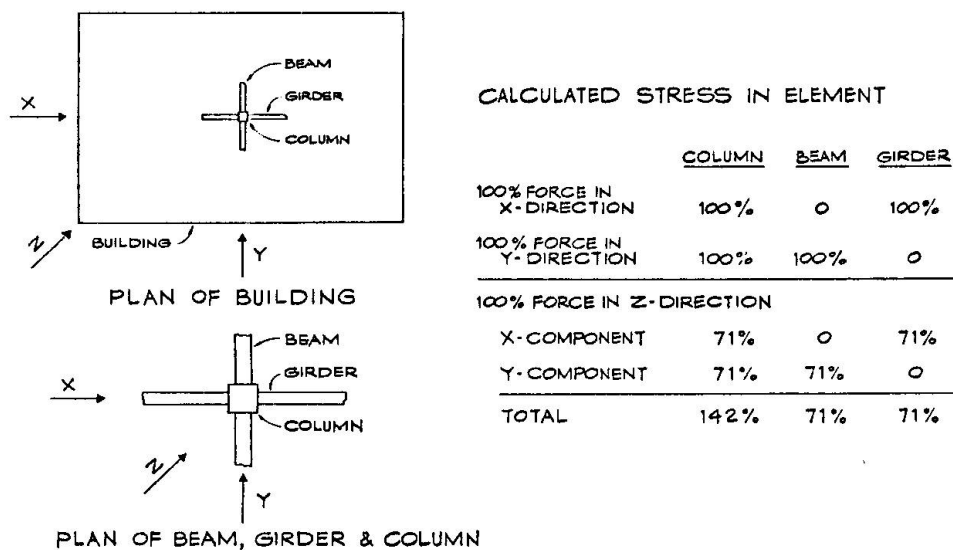 BEAM
GIRDER
COLUMN
X
Z
BUILDING
Y
PLAN OF BUILDING
BEAM
GIRDER
COLUMN
X
Z
Y
PLAN OF BEAM, GIRDER & COLUMN
CALCULATED STRESS IN ELEMENT
COLUMN BEAM GIRDER
100% FORCE IN
X-DIRECTION 100% 0 100%
100% FORCE IN
Y-DIRECTION 100% 100% 0
100% FORCE IN Z-DIRECTION
X-COMPONENT 71% 0 71%
Y-COMPONENT 71% 71% 0
TOTAL 142% 71% 71%